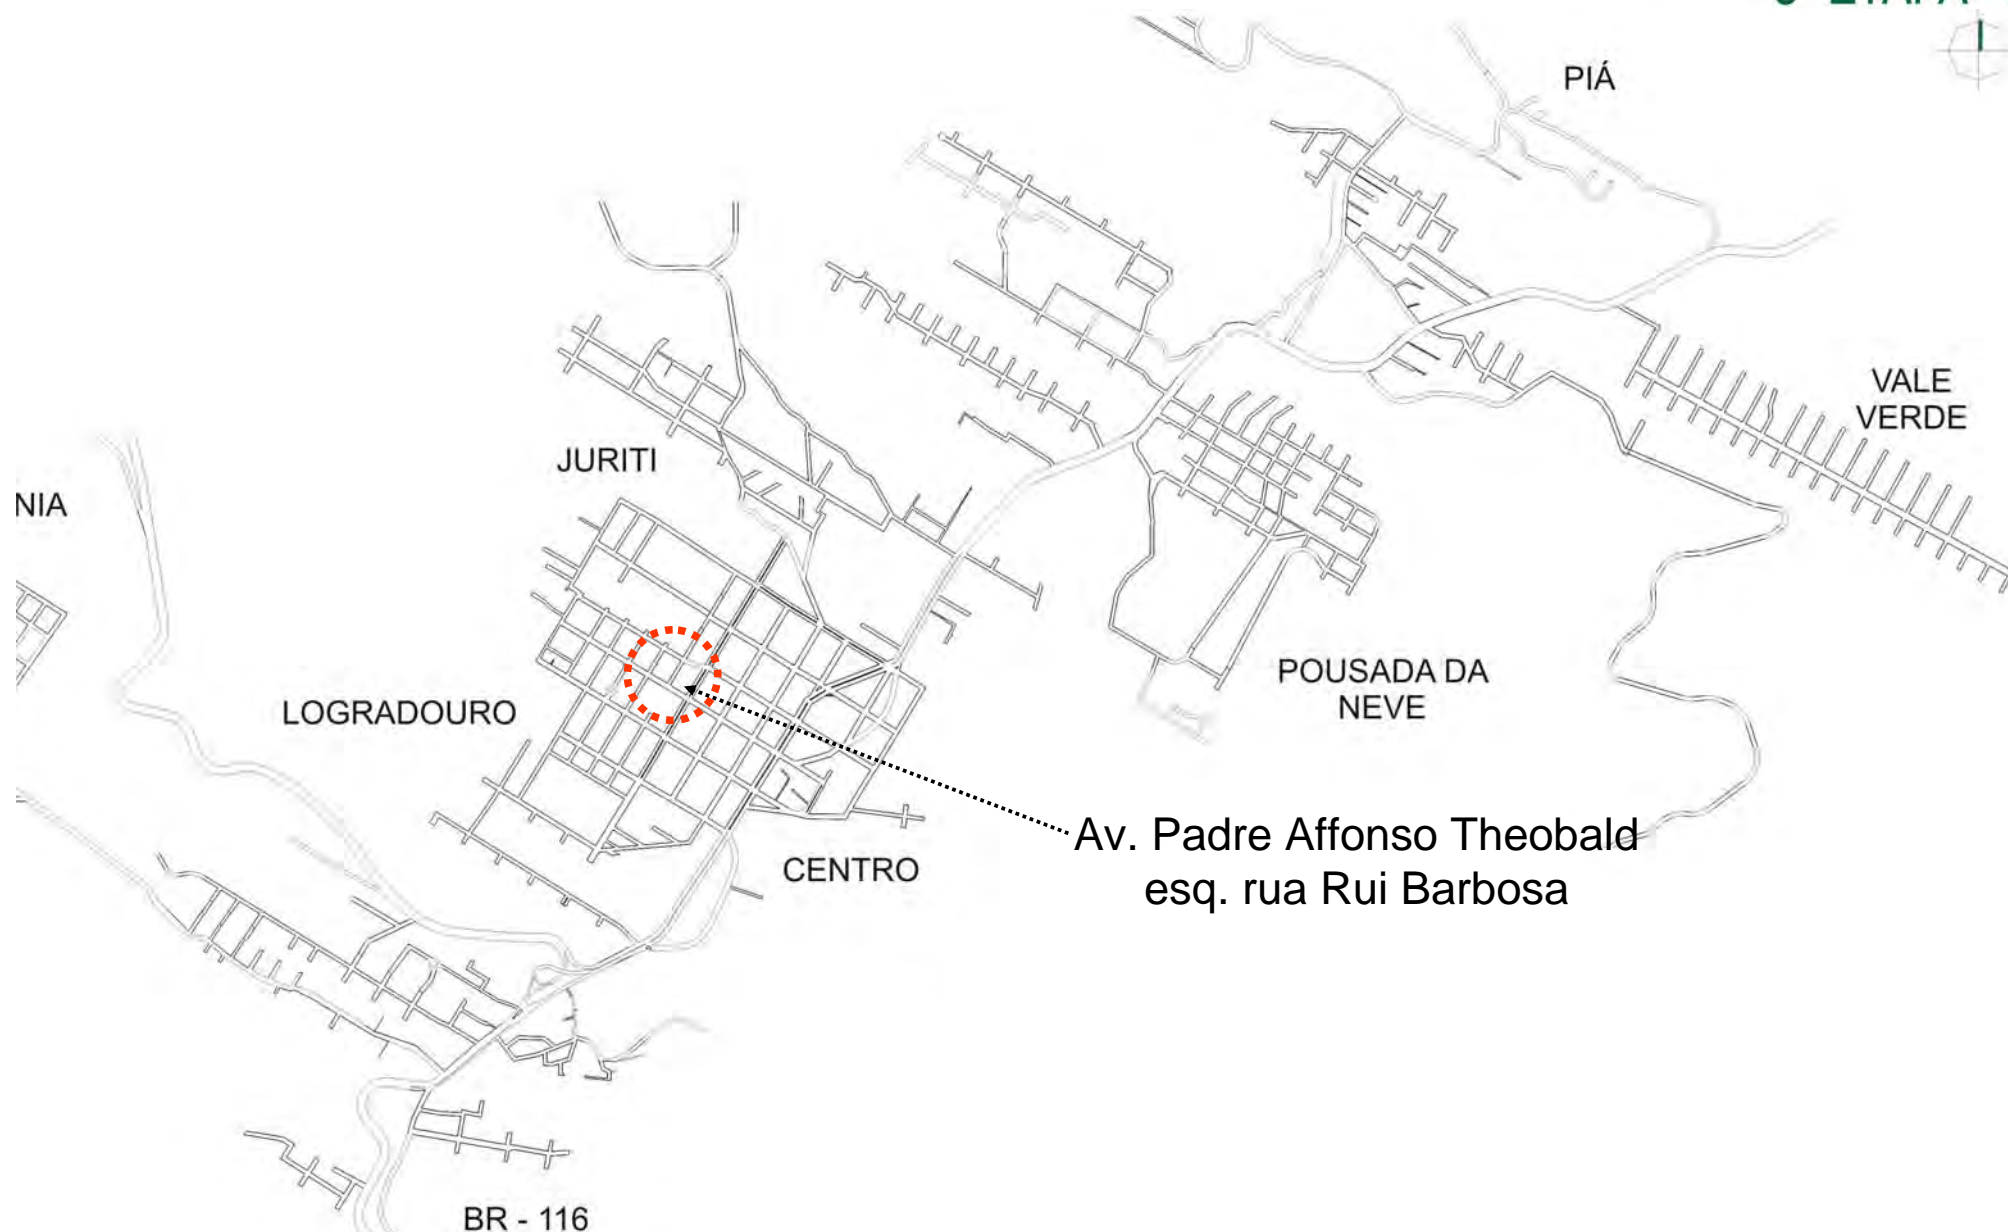 PIÁ
VALE
VERDE
JURITI
NIA
POUSADA DA
NEVE
LOGRADOURO
Av. Padre Affonso Theobald
esq. rua Rui Barbosa
CENTRO
BR - 116